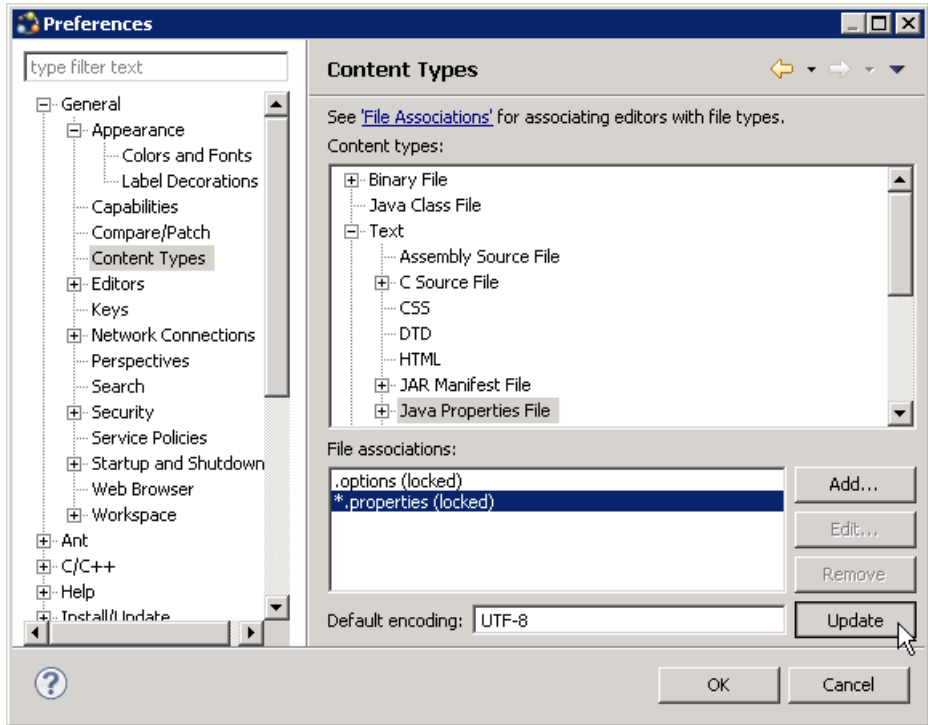 Preferences
type filter text
General
Appearance
Colors and Fonts
Label Decorations
Capabilities
Compare/Patch
Content Types
Editors
Keys
Network Connections
Perspectives
Search
Security
Service Policies
Startup and Shutdown
Web Browser
Workspace
Ant
C/C++
Help
Install/Update
Content Types
See 'File Associations' for associating editors with file types.
Content types:
Binary File
Java Class File
Text
Assembly Source File
C Source File
CSS
DTD
HTML
JAR Manifest File
Java Properties File
File associations:
.options (locked)
*.properties (locked)
Add...
Edit...
Remove
Default encoding: UTF-8
Update
OK
Cancel